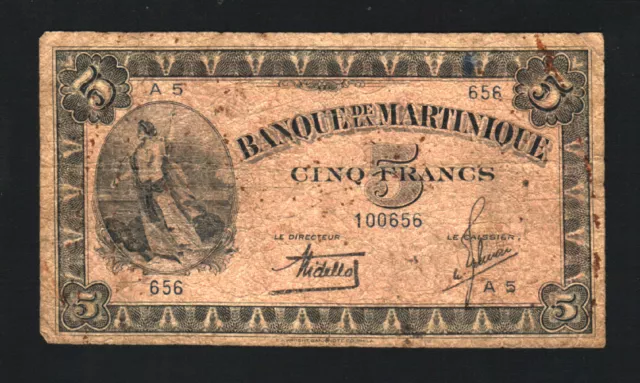 5 5
A 5 656
BANQUE DE LA MARTINIQUE
5
CINQ FRANCS
100656
LE DIRECTEUR LE CAISSIER
656 A 5
5 5